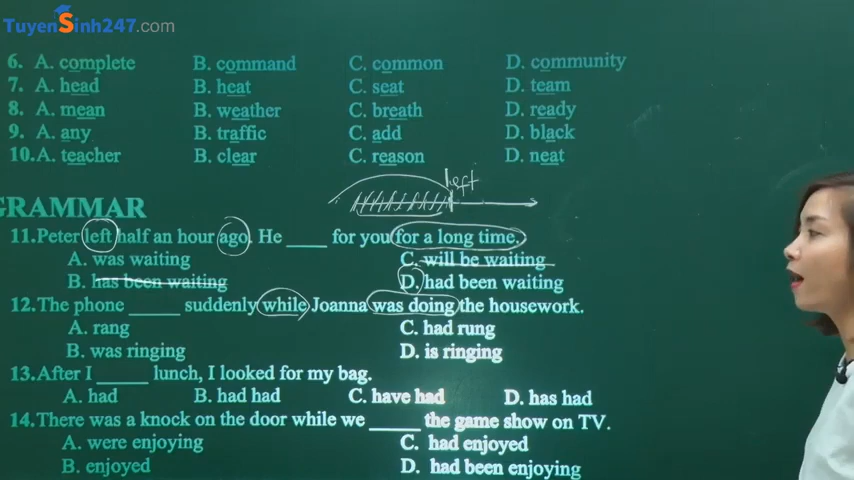 TuyenSinh247.com
6. A. complete B. command C. common D. community
7. A. head B. heat C. seat D. team
8. A. mean B. weather C. breath D. ready
9. A. any B. traffic C. add D. black
10. A. teacher B. clear C. reason D. neat
left
GRAMMAR
11. Peter left half an hour ago. He _____ for you for a long time.
A. was waiting C. will be waiting
B. has been waiting D. had been waiting
12. The phone ______ suddenly while Joanna was doing the housework.
A. rang C. had rung
B. was ringing D. is ringing
13. After I ______ lunch, I looked for my bag.
A. had B. had had C. have had D. has had
14. There was a knock on the door while we ______ the game show on TV.
A. were enjoying C. had enjoyed
B. enjoyed D. had been enjoying